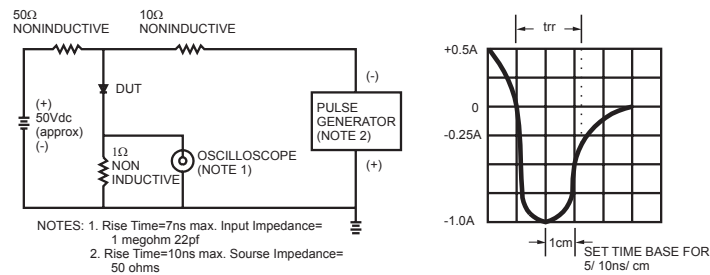 50Ω
NONINDUCTIVE
10Ω
NONINDUCTIVE
DUT
(+)
50Vdc
(approx)
(-)
1Ω
NON
INDUCTIVE
OSCILLOSCOPE
(NOTE 1)
(-)
PULSE
GENERATOR
(NOTE 2)
(+)
NOTES: 1. Rise Time=7ns max. Input Impedance=
1 megohm 22pf
2. Rise Time=10ns max. Sourse Impedance=
50 ohms
trr
+0.5A
0
-0.25A
-1.0A
1cm
SET TIME BASE FOR
5/ 10ns/ cm